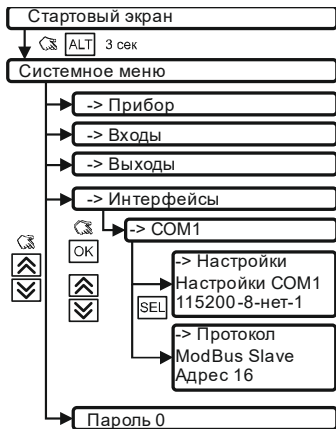 Стартовый экран
ALT 3 сек
Системное меню
-> Прибор
-> Входы
-> Выходы
-> Интерфейсы
-> COM1
OK
-> Настройки
Настройки COM1
115200-8-нет-1
SEL
-> Протокол
ModBus Slave
Адрес 16
Пароль 0